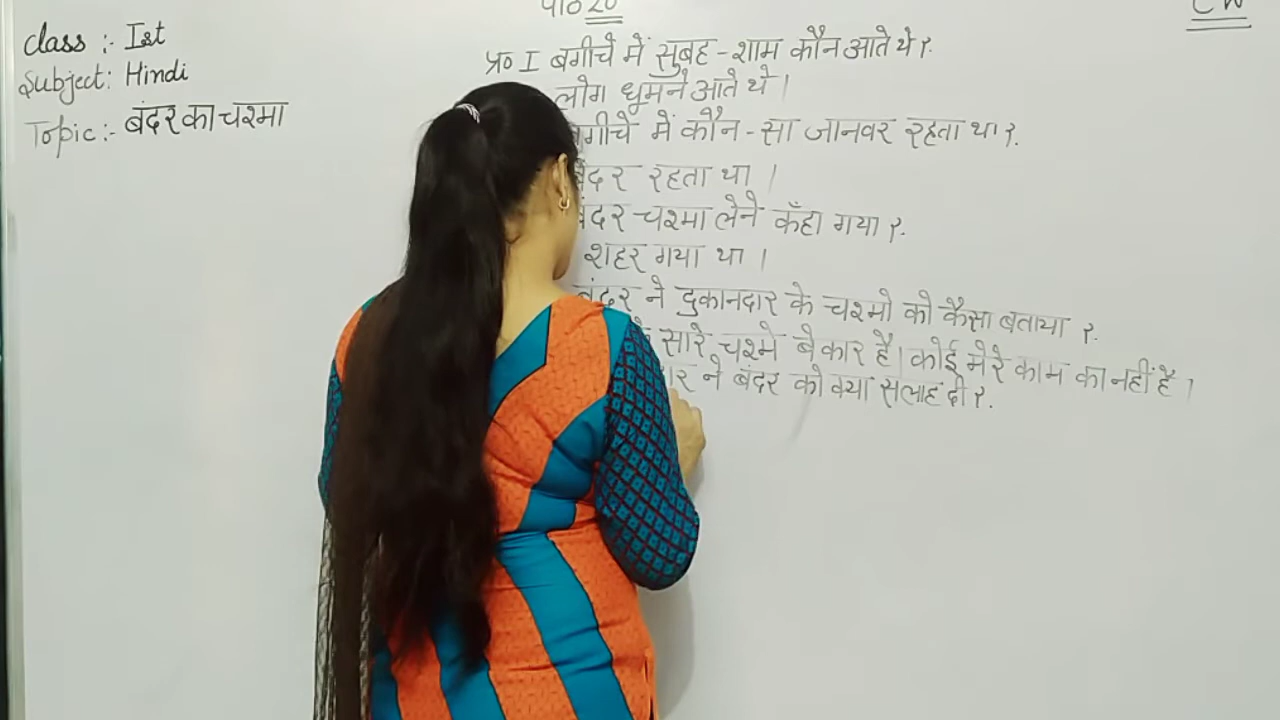 पाठ 20
CW
Class :- Ist
Subject: Hindi
Topic:- बंदर का चश्मा
प्र० I बगीचे में सुबह - शाम कौन आते थे ?.
लोग घूमने आते थे ।
बगीचे में कौन - सा जानवर रहता था ?.
बंदर रहता था ।
बंदर चश्मा लेने कँहा गया ?.
शहर गया था ।
बंदर ने दुकानदार के चश्मो को कैसा बताया ?.
सारे चश्मे बेकार है । कोई मेरे काम का नहीं है ।
ने बंदर को क्या सलाह दी ?.